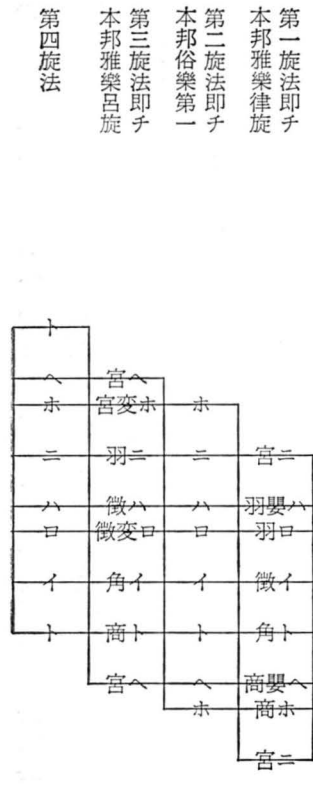 第一旋法即チ
本邦雅樂律旋
ニ宮
ハ嬰羽
ロ羽
イ徵
ト角
ヘ嬰商
ホ商
ニ宮
第二旋法即チ
本邦俗樂第一
ホ
ニ
ハ
ロ
イ
ト
ヘ
ホ
第三旋法即チ
本邦雅樂呂旋
ヘ宮
ホ変宮
ニ羽
ハ徵
ロ変徵
イ角
ト商
ヘ宮
第四旋法
ト
ヘ
ホ
ニ
ハ
ロ
イ
ト